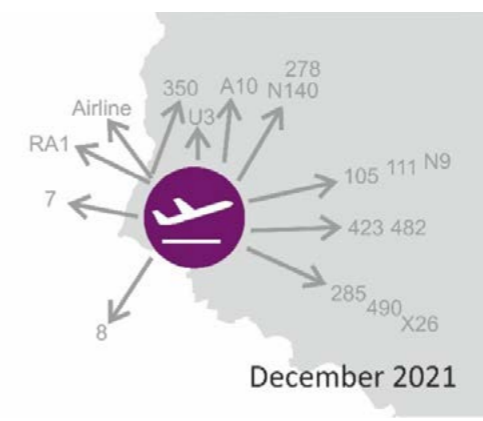 278
350 A10 N140
Airline U3
RA1
105 111 N9
7
423 482
285
490
X26
8
December 2021